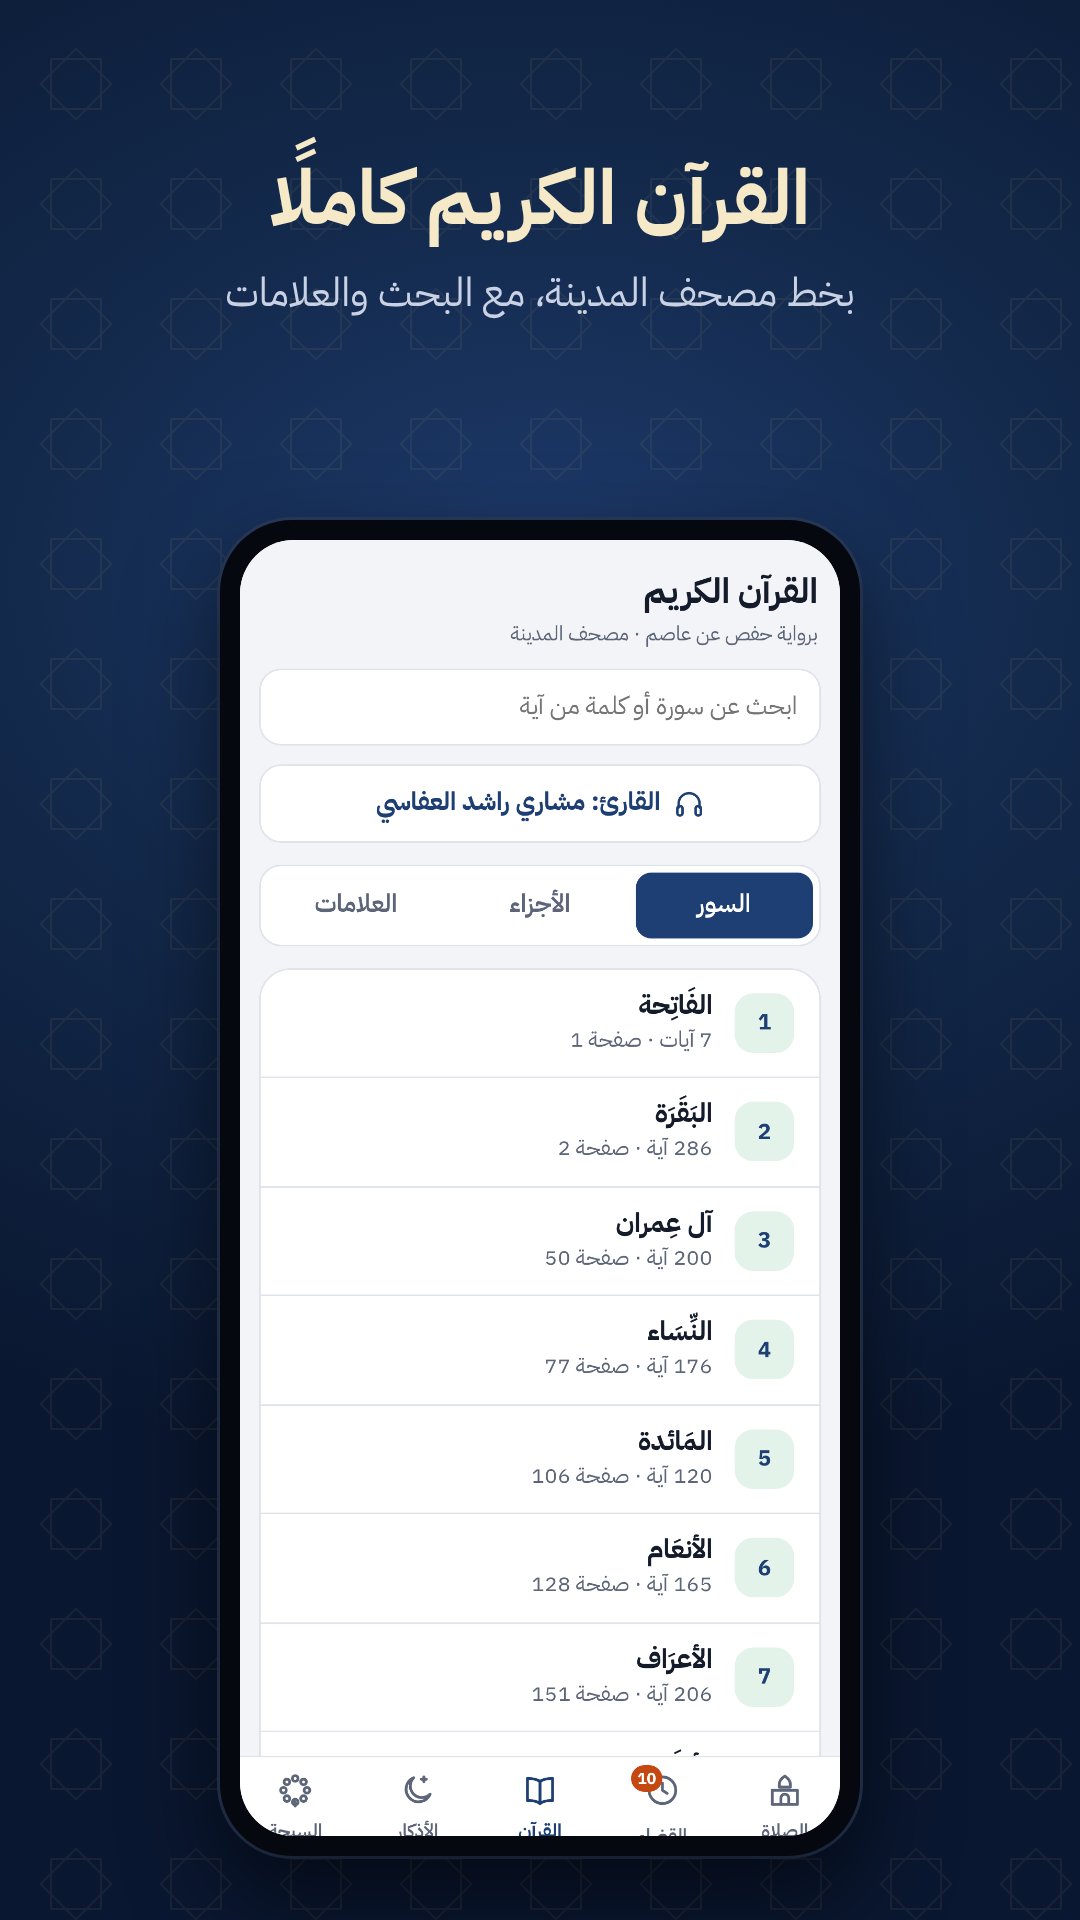 القرآن الكريم كاملًا
بخط مصحف المدينة، مع البحث والعلامات
القرآن الكريم
برواية حفص عن عاصم · مصحف المدينة
ابحث عن سورة أو كلمة من آية
القارئ: مشاري راشد العفاسي
السور الأجزاء العلامات
1 الفَاتِحة
7 آيات · صفحة 1
2 البَقَرَة
286 آية · صفحة 2
3 آل عِمران
200 آية · صفحة 50
4 النِّسَاء
176 آية · صفحة 77
5 المَائدة
120 آية · صفحة 106
6 الأنعَام
165 آية · صفحة 128
7 الأعرَاف
206 آية · صفحة 151
10
الصلاة القضاء القرآن الأذكار السبحة